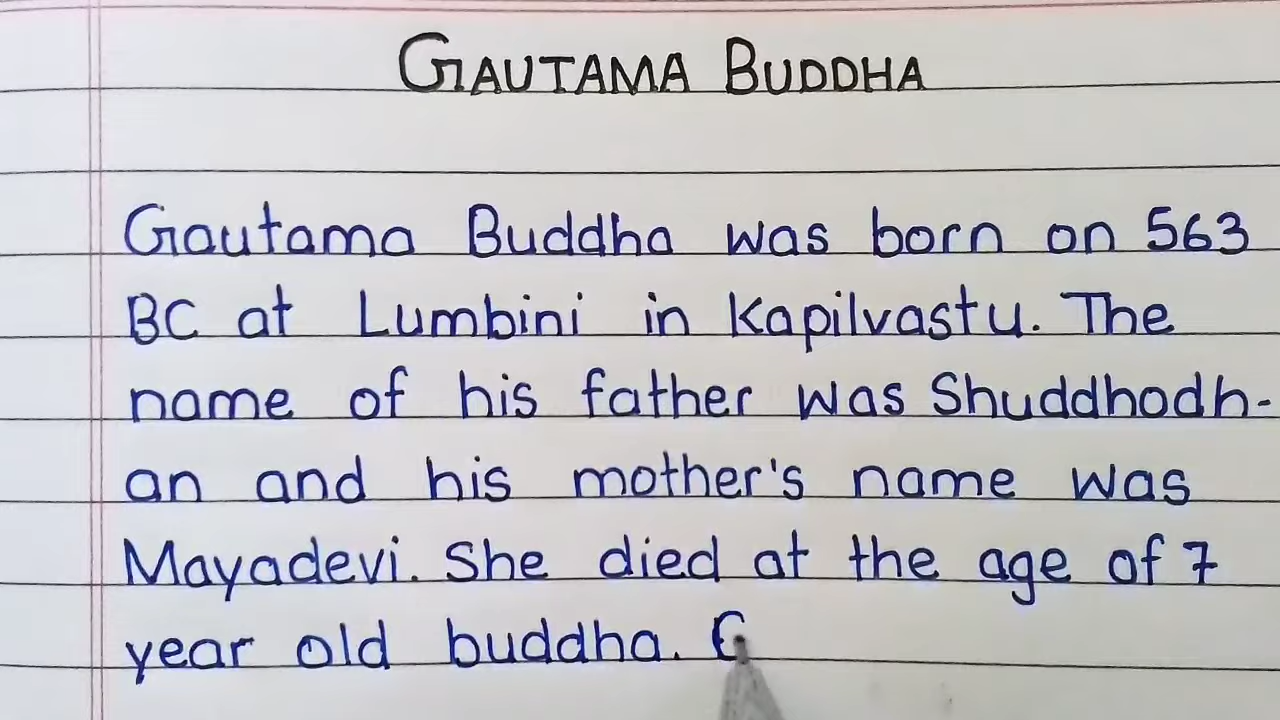 GAUTAMA BUDDHA
Gautama Buddha was born on 563
BC at Lumbini in Kapilvastu. The
name of his father was Shuddhodh-
an and his mother's name was
Mayadevi. She died at the age of 7
year old buddha. G